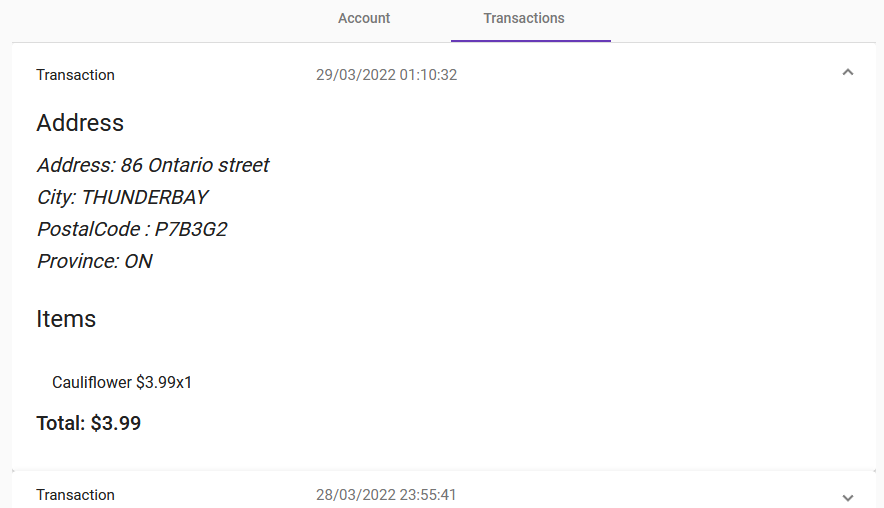 Account Transactions
Transaction 29/03/2022 01:10:32
Address
Address: 86 Ontario street
City: THUNDERBAY
PostalCode : P7B3G2
Province: ON
Items
Cauliflower $3.99x1
Total: $3.99
Transaction 28/03/2022 23:55:41